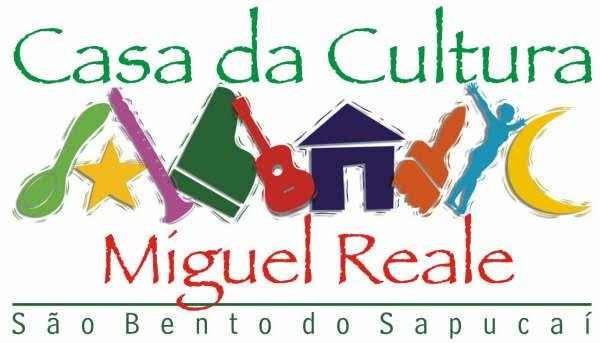 Casa da Cultura
Miguel Reale
São Bento do Sapucaí